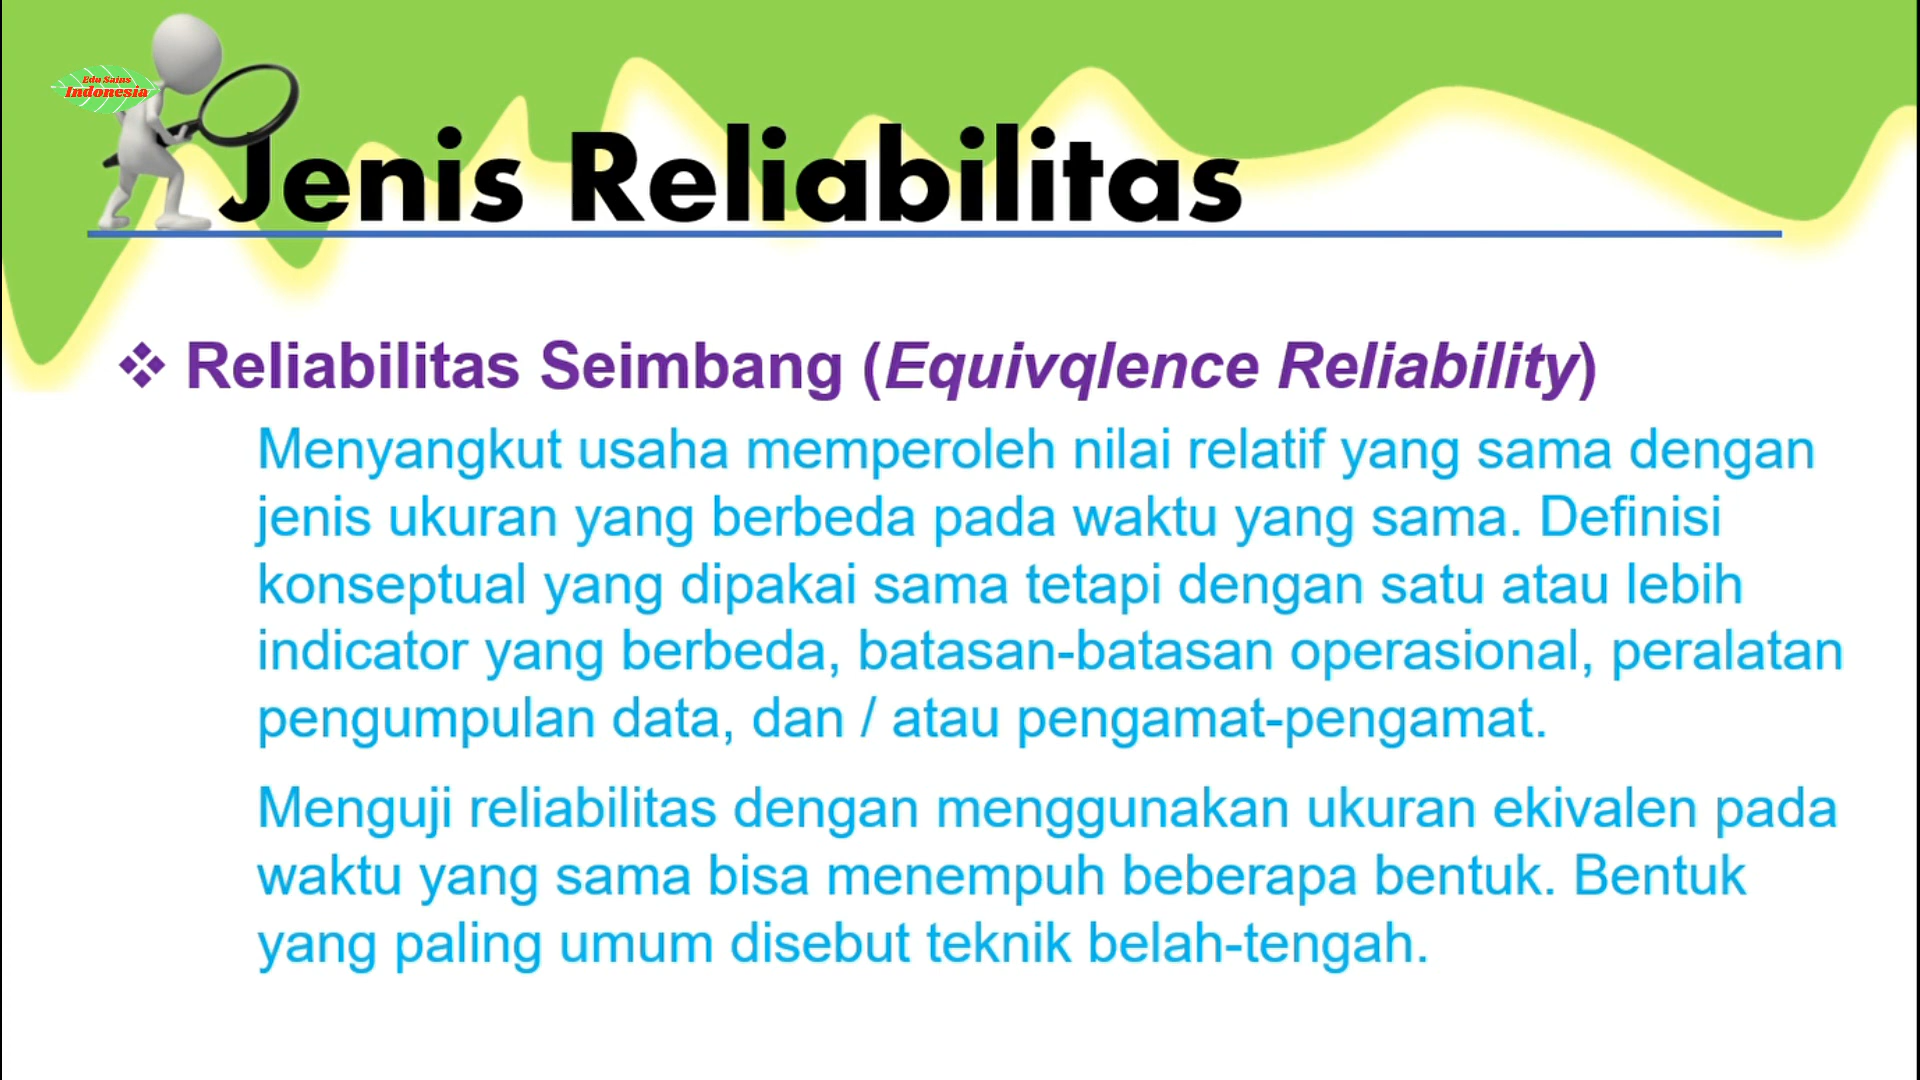 Edu Sains
Indonesia
Jenis Reliabilitas
❖ Reliabilitas Seimbang (Equivqlence Reliability)
Menyangkut usaha memperoleh nilai relatif yang sama dengan
jenis ukuran yang berbeda pada waktu yang sama. Definisi
konseptual yang dipakai sama tetapi dengan satu atau lebih
indicator yang berbeda, batasan-batasan operasional, peralatan
pengumpulan data, dan / atau pengamat-pengamat.
Menguji reliabilitas dengan menggunakan ukuran ekivalen pada
waktu yang sama bisa menempuh beberapa bentuk. Bentuk
yang paling umum disebut teknik belah-tengah.